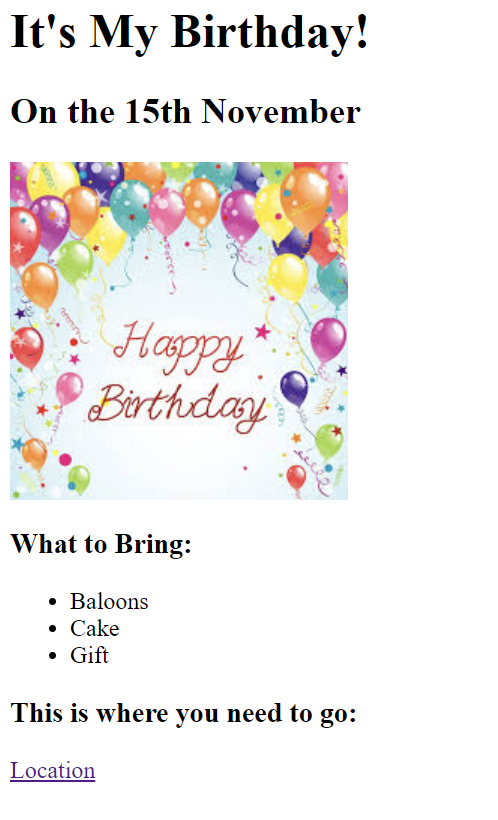 It's My Birthday!
On the 15th November
Happy
Birthday
What to Bring:
Baloons
Cake
Gift
This is where you need to go:
Location